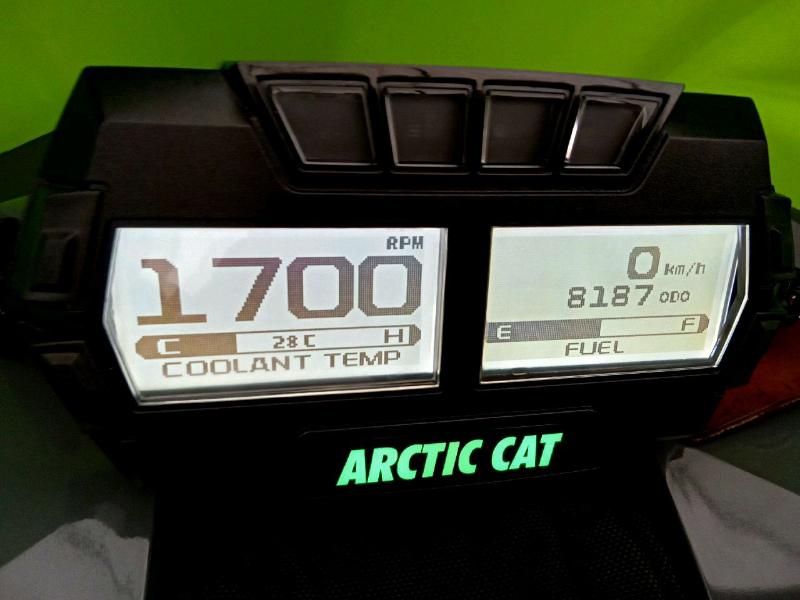 RPM
1700
C 28C H
COOLANT TEMP
0 km/h
8187 ODO
E F
FUEL
ARCTIC CAT